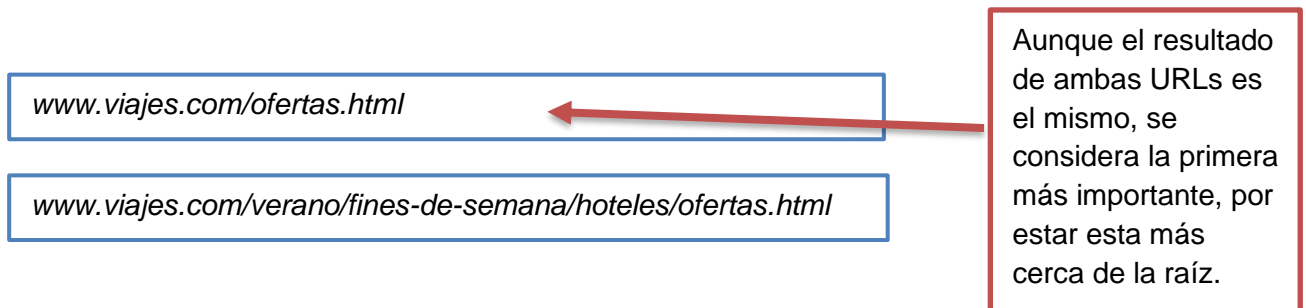 www.viajes.com/ofertas.html
www.viajes.com/verano/fines-de-semana/hoteles/ofertas.html
Aunque el resultado
de ambas URLs es
el mismo, se
considera la primera
más importante, por
estar esta más
cerca de la raíz.